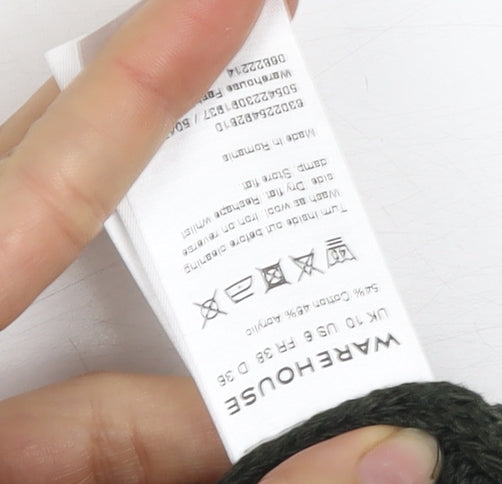 WAREHOUSE
UK 10 US 6 FR 38 D 36
54% Cotton 46% Acrylic
40
Turn inside out before cleaning
Wash as wool Iron on reverse
side Dry flat Reshape whilst
damp Store flat
Made in Romania
Warehouse